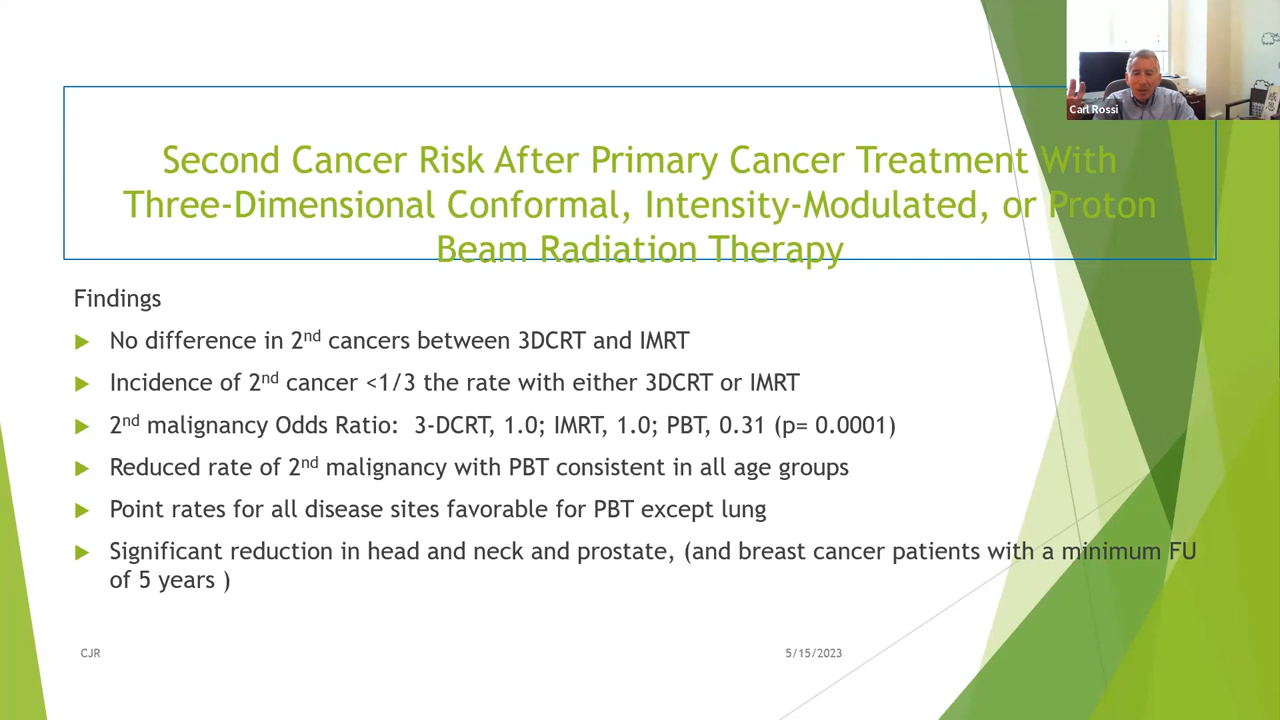 Carl Rossi
Second Cancer Risk After Primary Cancer Treatment With
Three-Dimensional Conformal, Intensity-Modulated, or Proton
Beam Radiation Therapy
Findings
No difference in 2nd cancers between 3DCRT and IMRT
Incidence of 2nd cancer <1/3 the rate with either 3DCRT or IMRT
2nd malignancy Odds Ratio: 3-DCRT, 1.0; IMRT, 1.0; PBT, 0.31 (p= 0.0001)
Reduced rate of 2nd malignancy with PBT consistent in all age groups
Point rates for all disease sites favorable for PBT except lung
Significant reduction in head and neck and prostate, (and breast cancer patients with a minimum FU
of 5 years )
CJR
5/15/2023